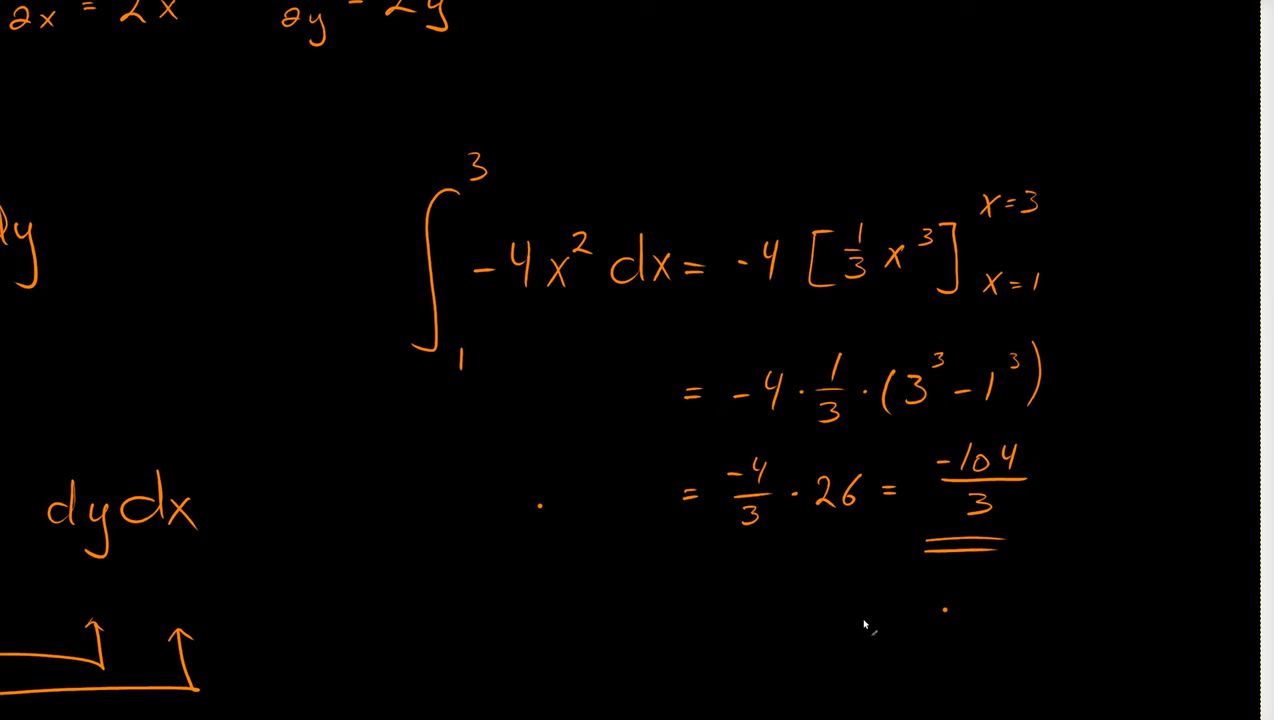 ∂x = 2x ∂y = 2y
∫₁³ -4x² dx = -4 [1/3 x³] x=3 x=1
dy
= -4 · 1/3 · (3³ - 1³)
= -4/3 · 26 = -104/3
dydx